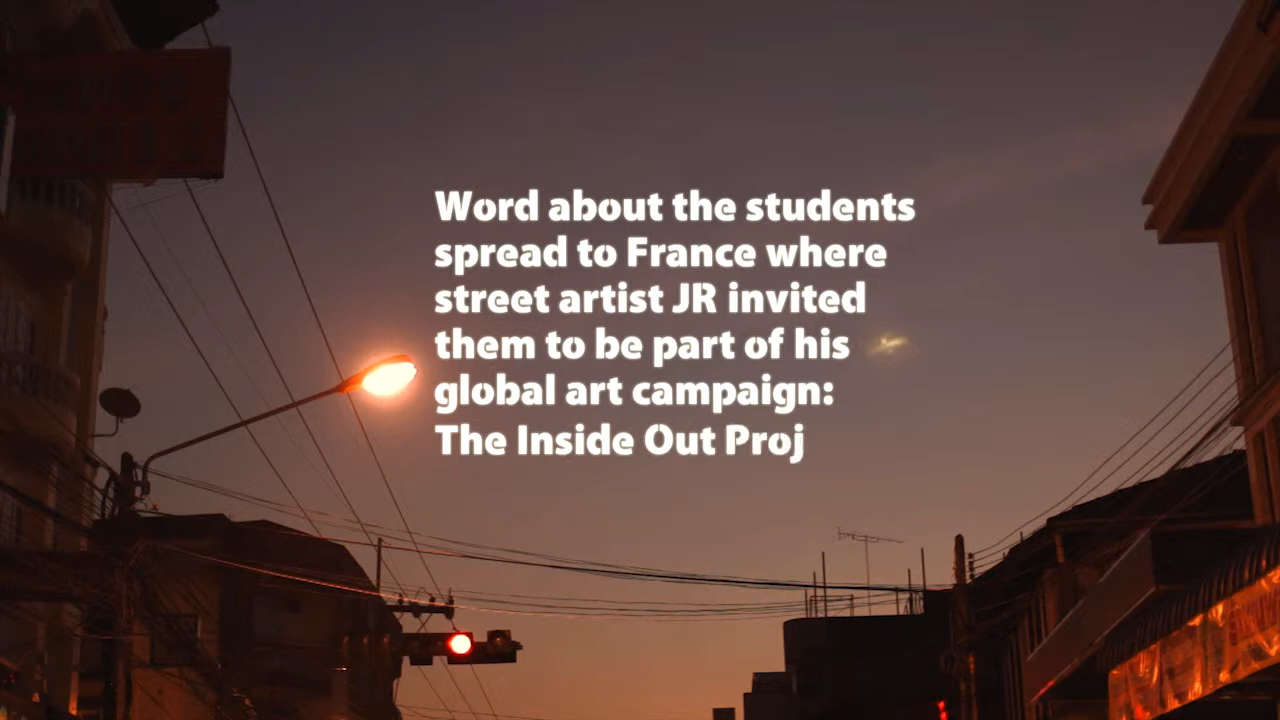 Word about the students
spread to France where
street artist JR invited
them to be part of his
global art campaign:
The Inside Out Proj